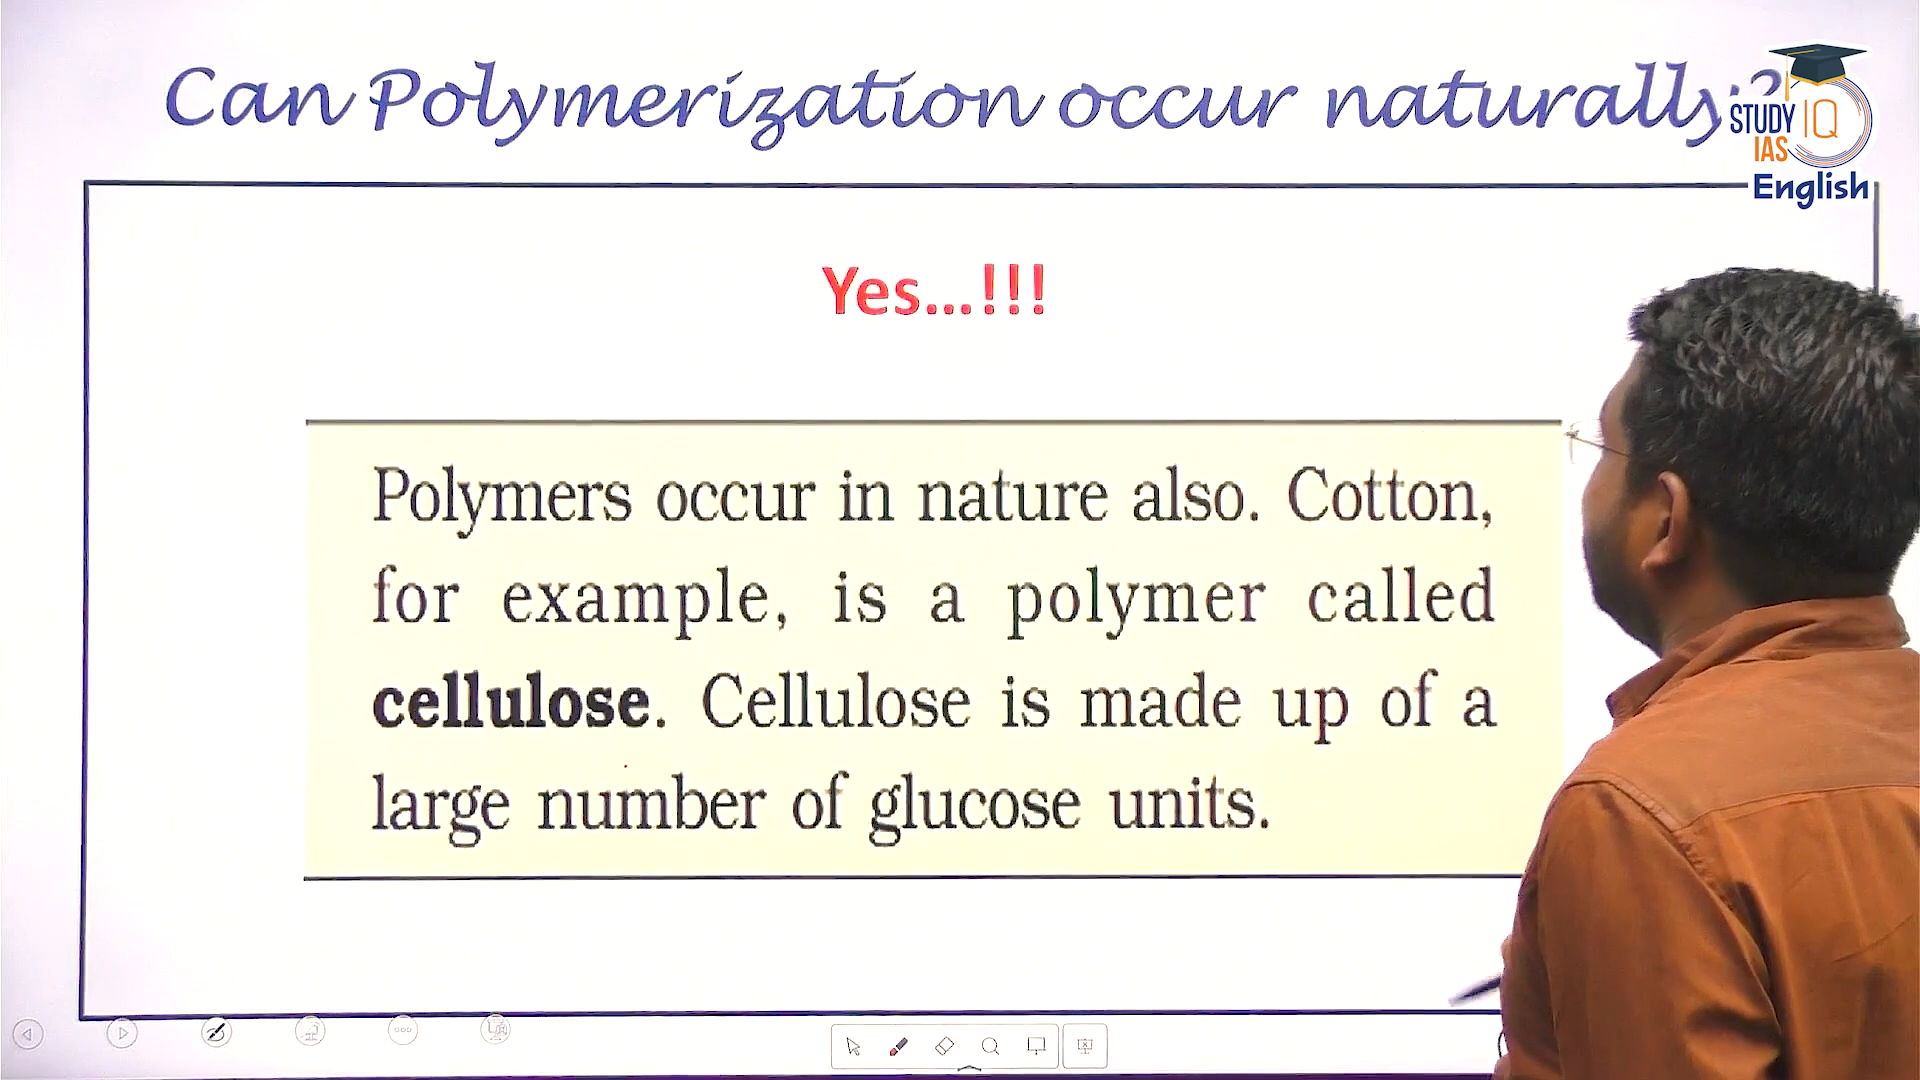 Can Polymerization occur naturally?
STUDY IQ
IAS
English
Yes...!!!
Polymers occur in nature also. Cotton,
for example, is a polymer called
cellulose. Cellulose is made up of a
large number of glucose units.